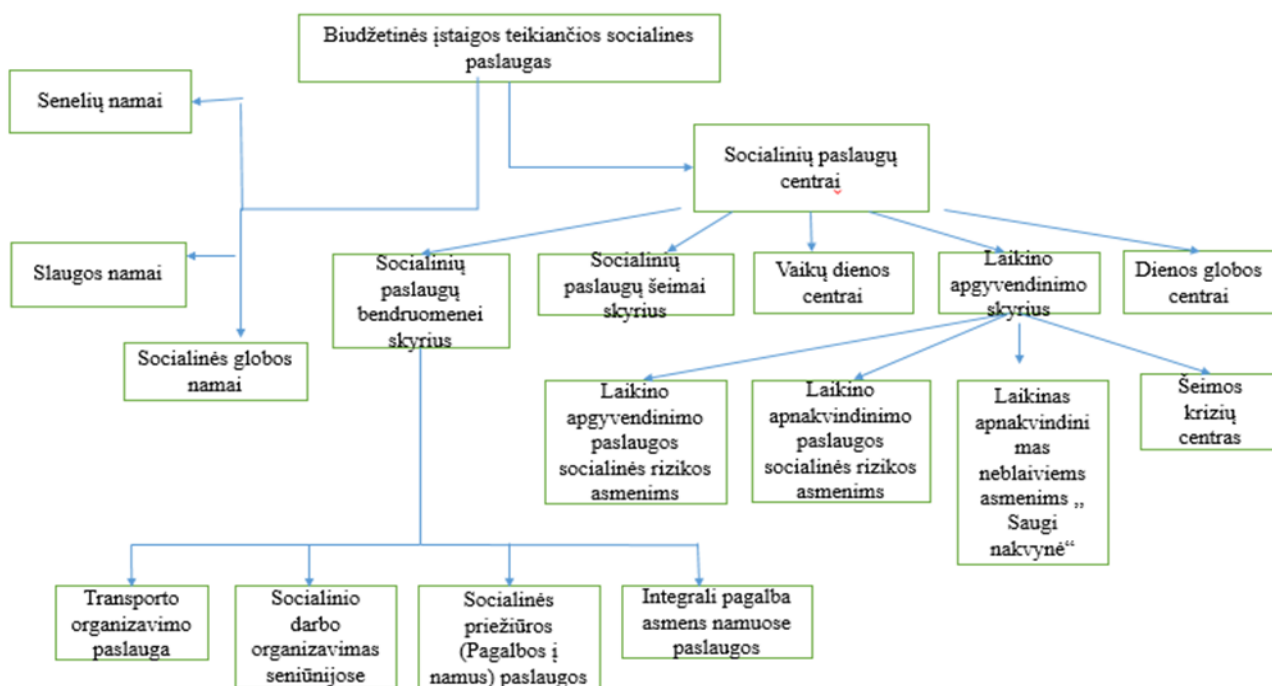 Biudžetinės įstaigos teikiančios socialines
paslaugas
Senelių namai
Socialinių paslaugų
centrai
Slaugos namai
Socialinių
paslaugų
bendruomenei
skyrius
Socialinių
paslaugų šeimai
skyrius
Vaikų dienos
centrai
Laikino
apgyvendinimo
skyrius
Dienos globos
centrai
Socialinės globos
namai
Laikino
apgyvendinimo
paslaugos
socialinės rizikos
asmenims
Laikino
apnakvindinimo
paslaugos
socialinės rizikos
asmenims
Laikinas
apnakvindini
mas
neblaiviems
asmenims „
Saugi
nakvynė“
Šeimos
krizių
centras
Transporto
organizavimo
paslauga
Socialinio
darbo
organizavimas
seniūnijose
Socialinės
priežiūros
(Pagalbos į
namus) paslaugos
Integrali pagalba
asmens namuose
paslaugos